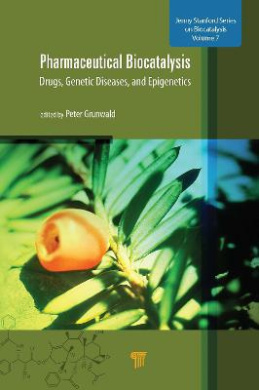 Jenny Stanford Series
on Biocatalysis
Volume 7
Pharmaceutical Biocatalysis
Drugs, Genetic Diseases, and Epigenetics
edited by Peter Grunwald